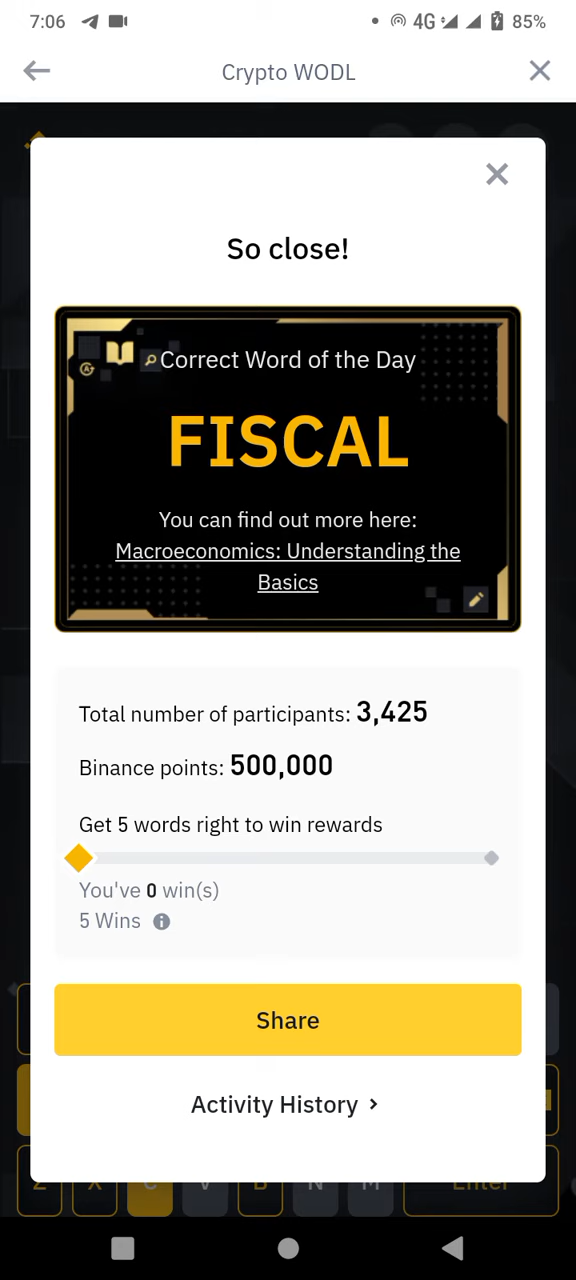 7:06
4G 85%
Crypto WODL
So close!
Correct Word of the Day
FISCAL
You can find out more here:
Macroeconomics: Understanding the
Basics
Total number of participants: 3,425
Binance points: 500,000
Get 5 words right to win rewards
You've 0 win(s)
5 Wins
Share
Activity History
Z X C V B N M Enter